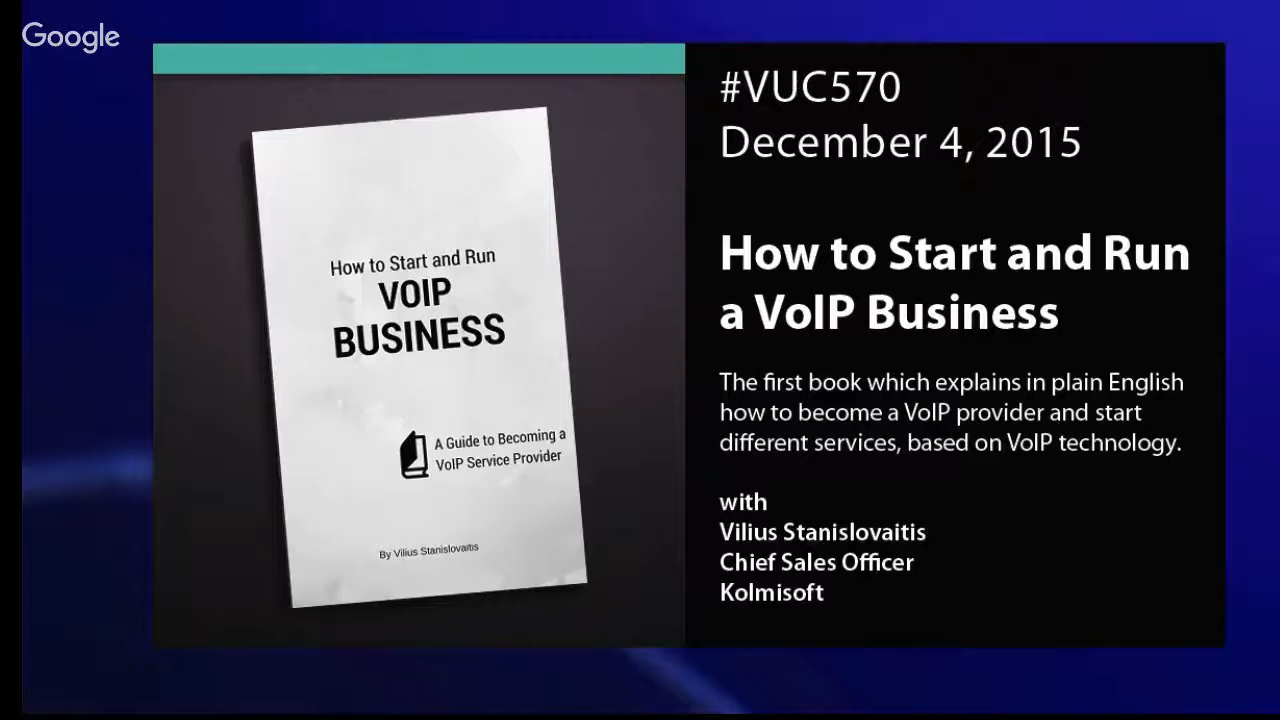 Google
How to Start and Run
VOIP
BUSINESS
A Guide to Becoming a
VoIP Service Provider
By Vilius Stanislovaitis
#VUC570
December 4, 2015
How to Start and Run
a VoIP Business
The first book which explains in plain English
how to become a VoIP provider and start
different services, based on VoIP technology.
with
Vilius Stanislovaitis
Chief Sales Officer
Kolmisoft